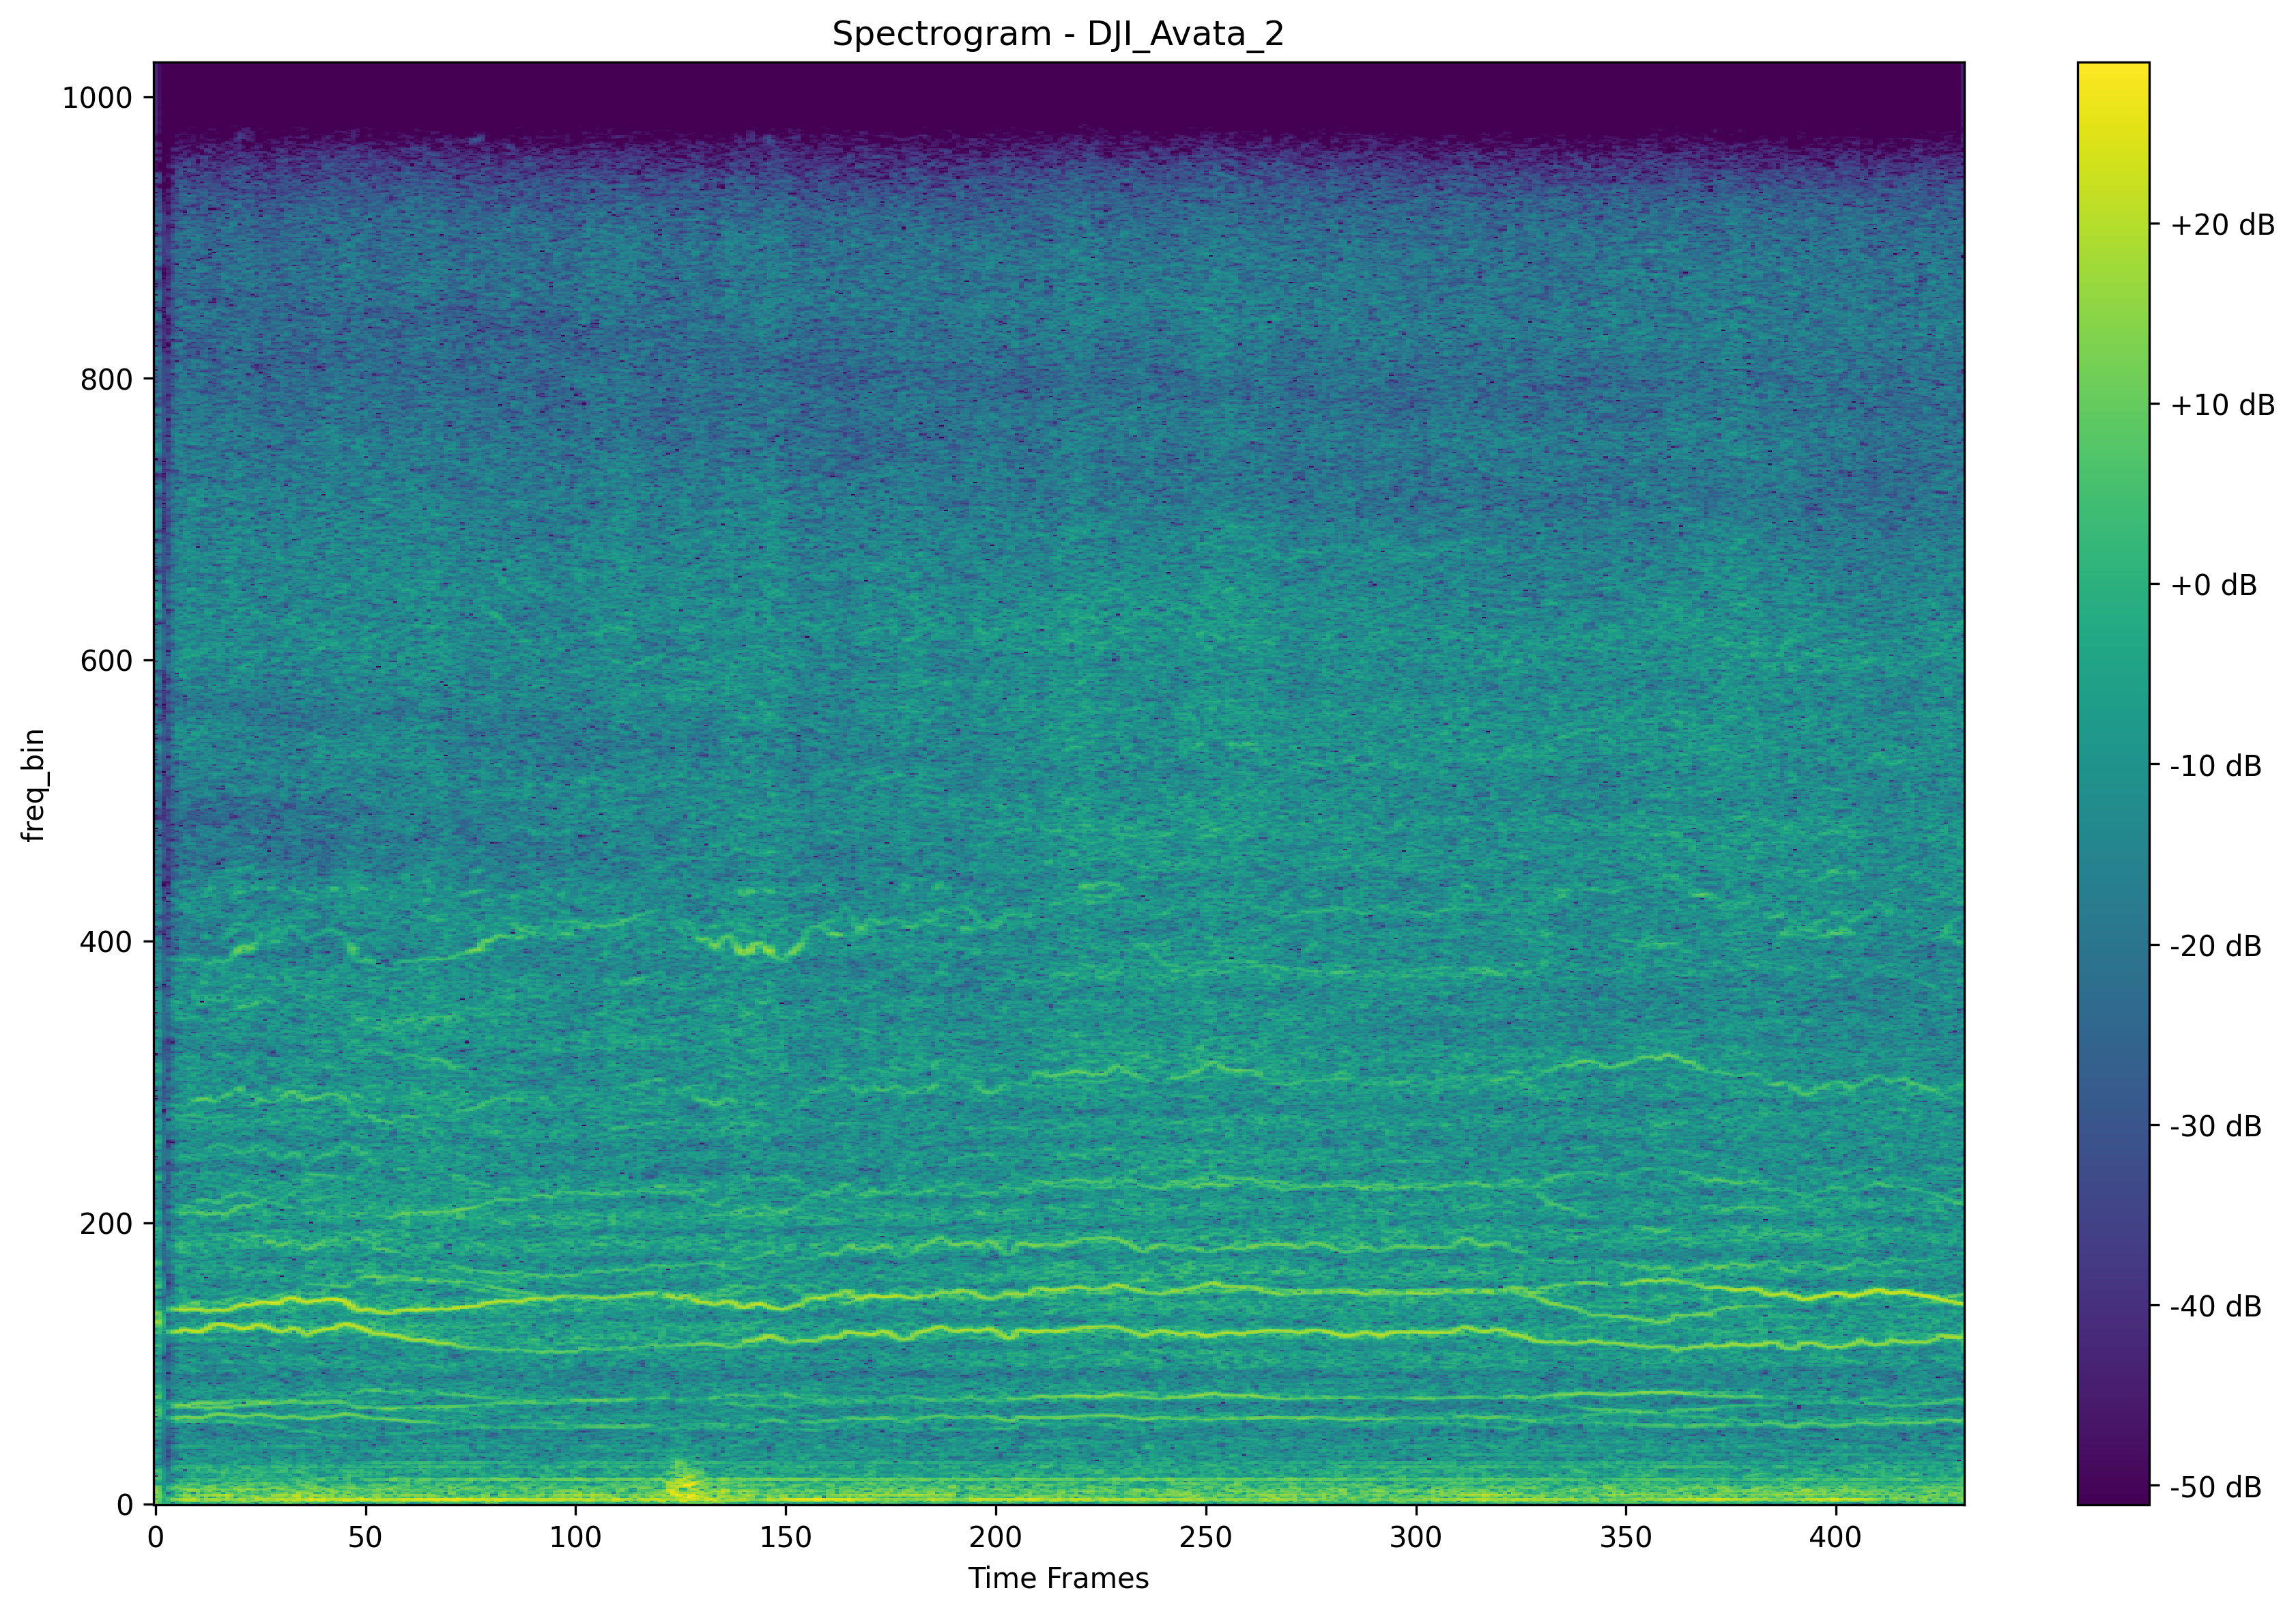 Spectrogram - DJI_Avata_2
1000
800
600
400
200
0
freq_bin
0 50 100 150 200 250 300 350 400
Time Frames
+20 dB
+10 dB
+0 dB
-10 dB
-20 dB
-30 dB
-40 dB
-50 dB